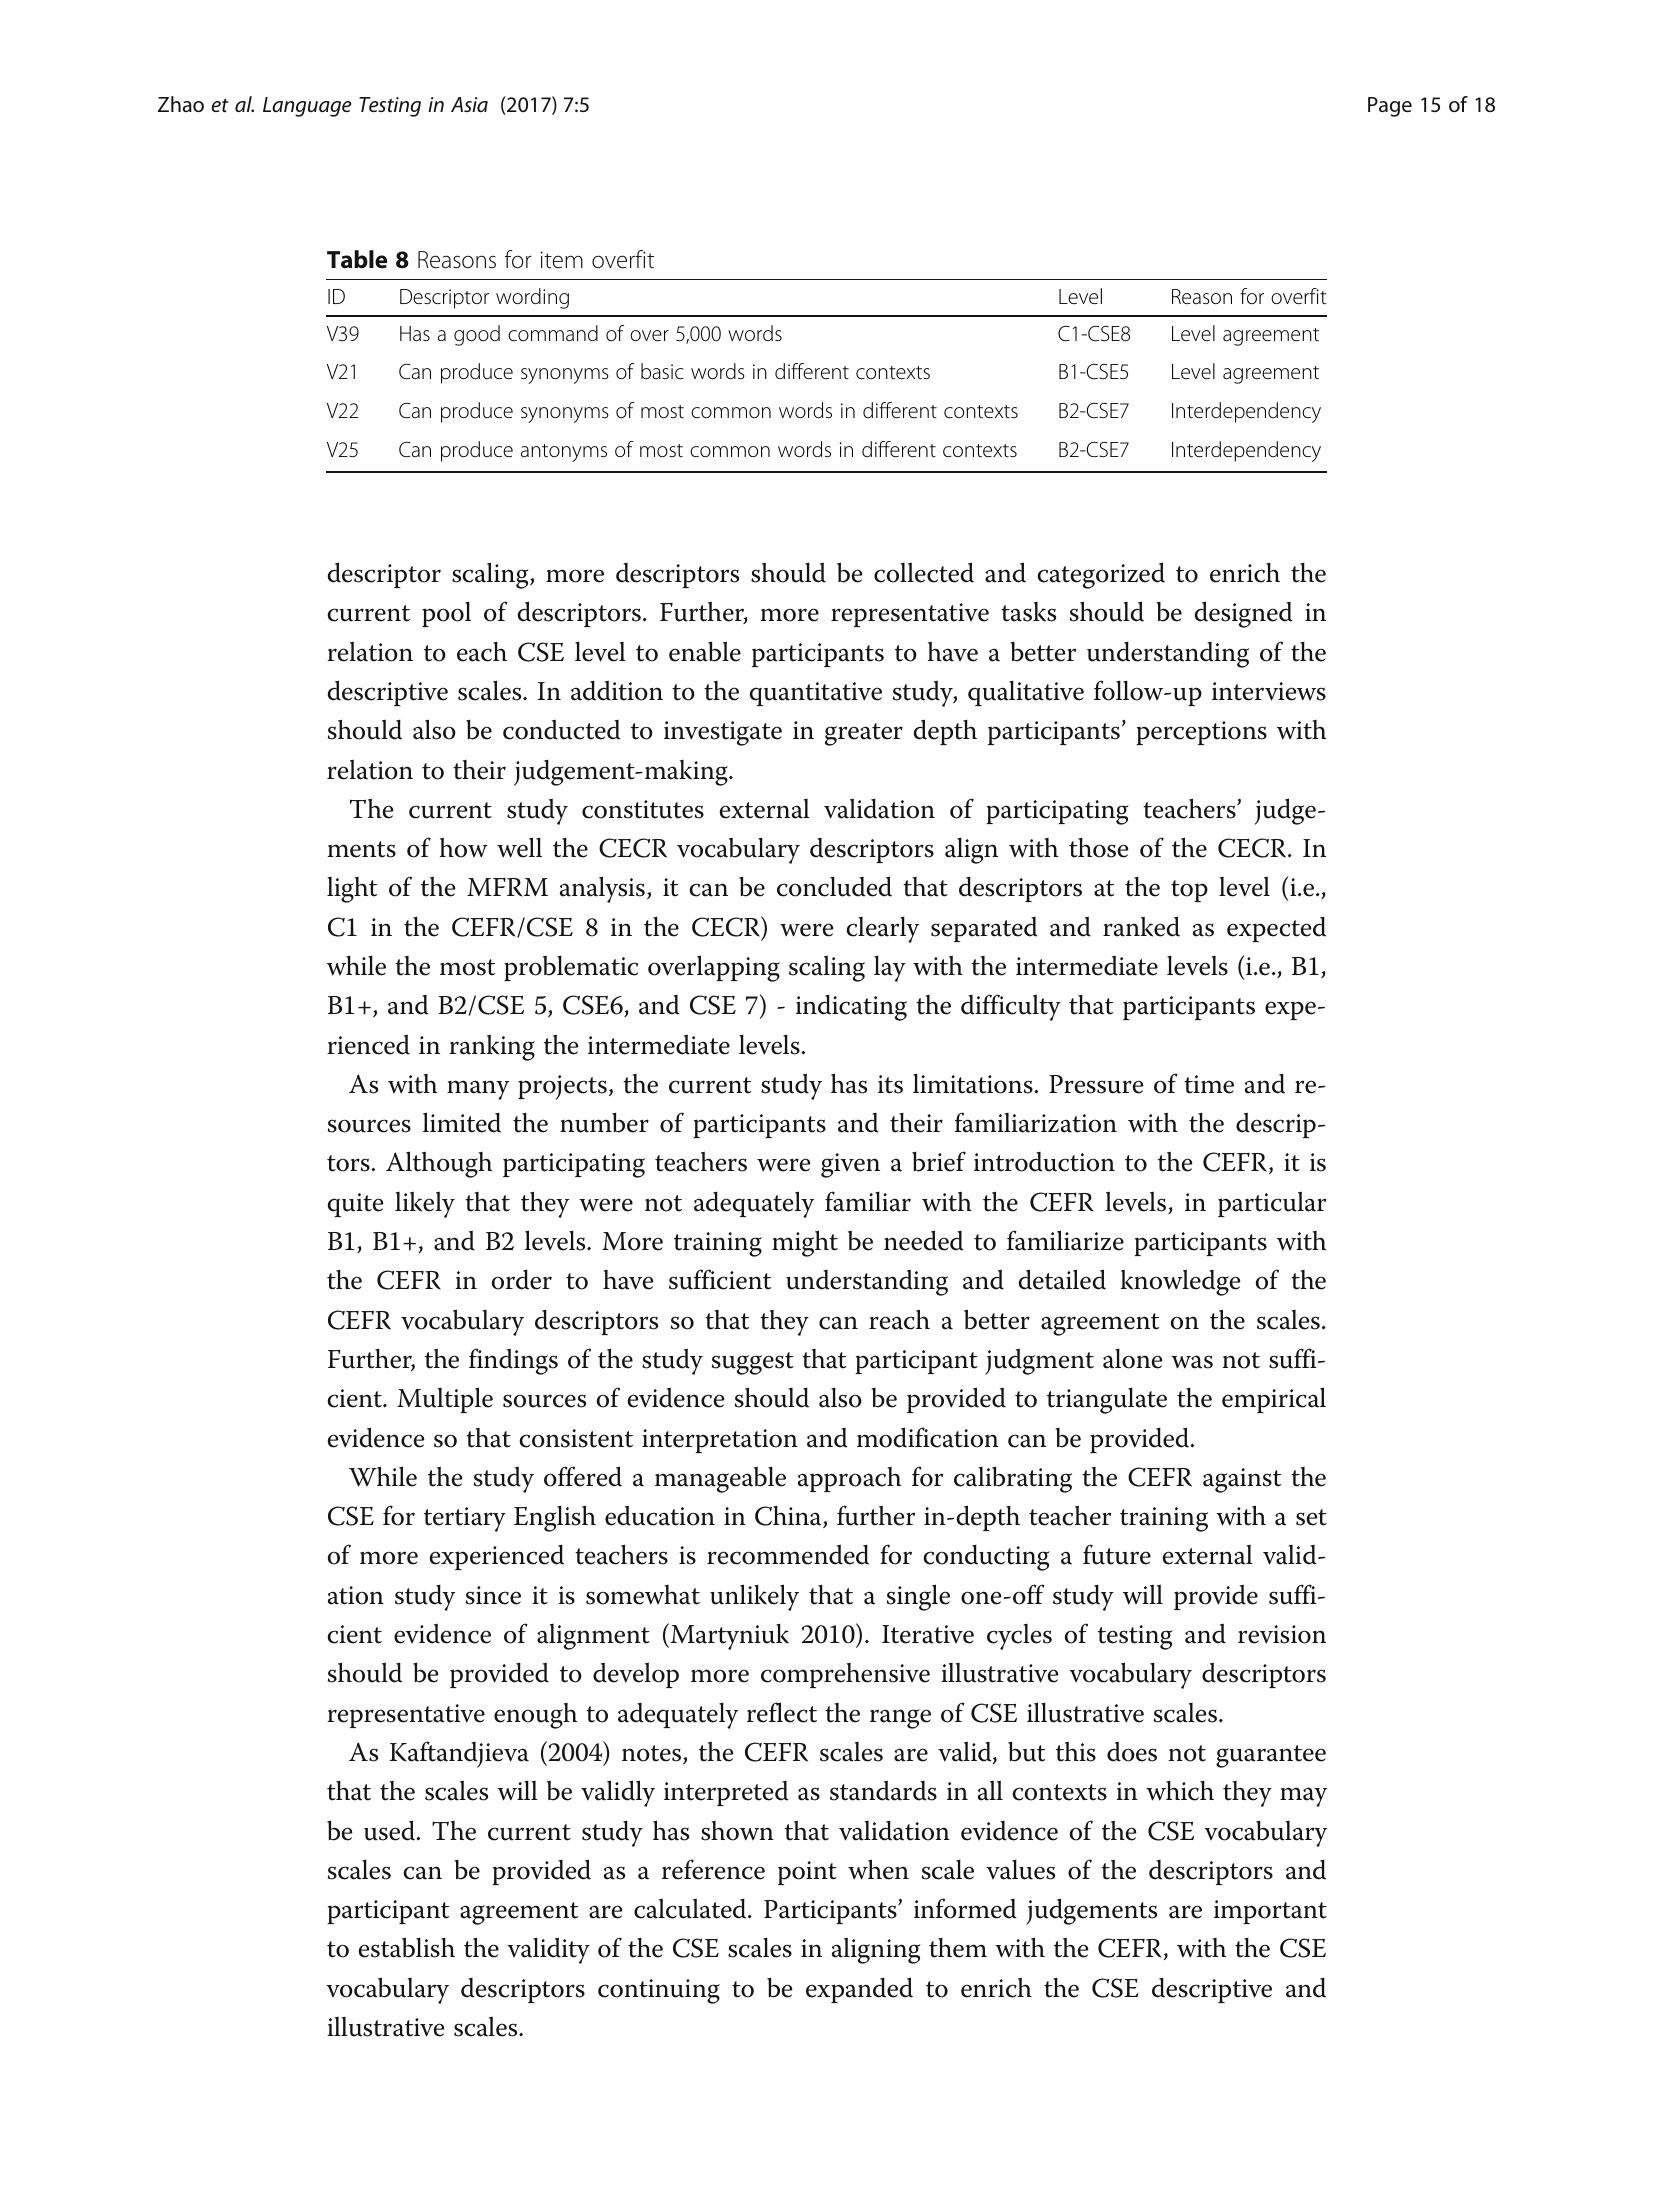 Zhao et al. Language Testing in Asia (2017) 7:5
Page 15 of 18
Table 8 Reasons for item overfit
ID Descriptor wording Level Reason for overfit
V39 Has a good command of over 5,000 words C1-CSE8 Level agreement
V21 Can produce synonyms of basic words in different contexts B1-CSE5 Level agreement
V22 Can produce synonyms of most common words in different contexts B2-CSE7 Interdependency
V25 Can produce antonyms of most common words in different contexts B2-CSE7 Interdependency
descriptor scaling, more descriptors should be collected and categorized to enrich the
current pool of descriptors. Further, more representative tasks should be designed in
relation to each CSE level to enable participants to have a better understanding of the
descriptive scales. In addition to the quantitative study, qualitative follow-up interviews
should also be conducted to investigate in greater depth participants’ perceptions with
relation to their judgement-making.
The current study constitutes external validation of participating teachers’ judge-
ments of how well the CECR vocabulary descriptors align with those of the CECR. In
light of the MFRM analysis, it can be concluded that descriptors at the top level (i.e.,
C1 in the CEFR/CSE 8 in the CECR) were clearly separated and ranked as expected
while the most problematic overlapping scaling lay with the intermediate levels (i.e., B1,
B1+, and B2/CSE 5, CSE6, and CSE 7) - indicating the difficulty that participants expe-
rienced in ranking the intermediate levels.
As with many projects, the current study has its limitations. Pressure of time and re-
sources limited the number of participants and their familiarization with the descrip-
tors. Although participating teachers were given a brief introduction to the CEFR, it is
quite likely that they were not adequately familiar with the CEFR levels, in particular
B1, B1+, and B2 levels. More training might be needed to familiarize participants with
the CEFR in order to have sufficient understanding and detailed knowledge of the
CEFR vocabulary descriptors so that they can reach a better agreement on the scales.
Further, the findings of the study suggest that participant judgment alone was not suffi-
cient. Multiple sources of evidence should also be provided to triangulate the empirical
evidence so that consistent interpretation and modification can be provided.
While the study offered a manageable approach for calibrating the CEFR against the
CSE for tertiary English education in China, further in-depth teacher training with a set
of more experienced teachers is recommended for conducting a future external valid-
ation study since it is somewhat unlikely that a single one-off study will provide suffi-
cient evidence of alignment (Martyniuk 2010). Iterative cycles of testing and revision
should be provided to develop more comprehensive illustrative vocabulary descriptors
representative enough to adequately reflect the range of CSE illustrative scales.
As Kaftandjieva (2004) notes, the CEFR scales are valid, but this does not guarantee
that the scales will be validly interpreted as standards in all contexts in which they may
be used. The current study has shown that validation evidence of the CSE vocabulary
scales can be provided as a reference point when scale values of the descriptors and
participant agreement are calculated. Participants’ informed judgements are important
to establish the validity of the CSE scales in aligning them with the CEFR, with the CSE
vocabulary descriptors continuing to be expanded to enrich the CSE descriptive and
illustrative scales.